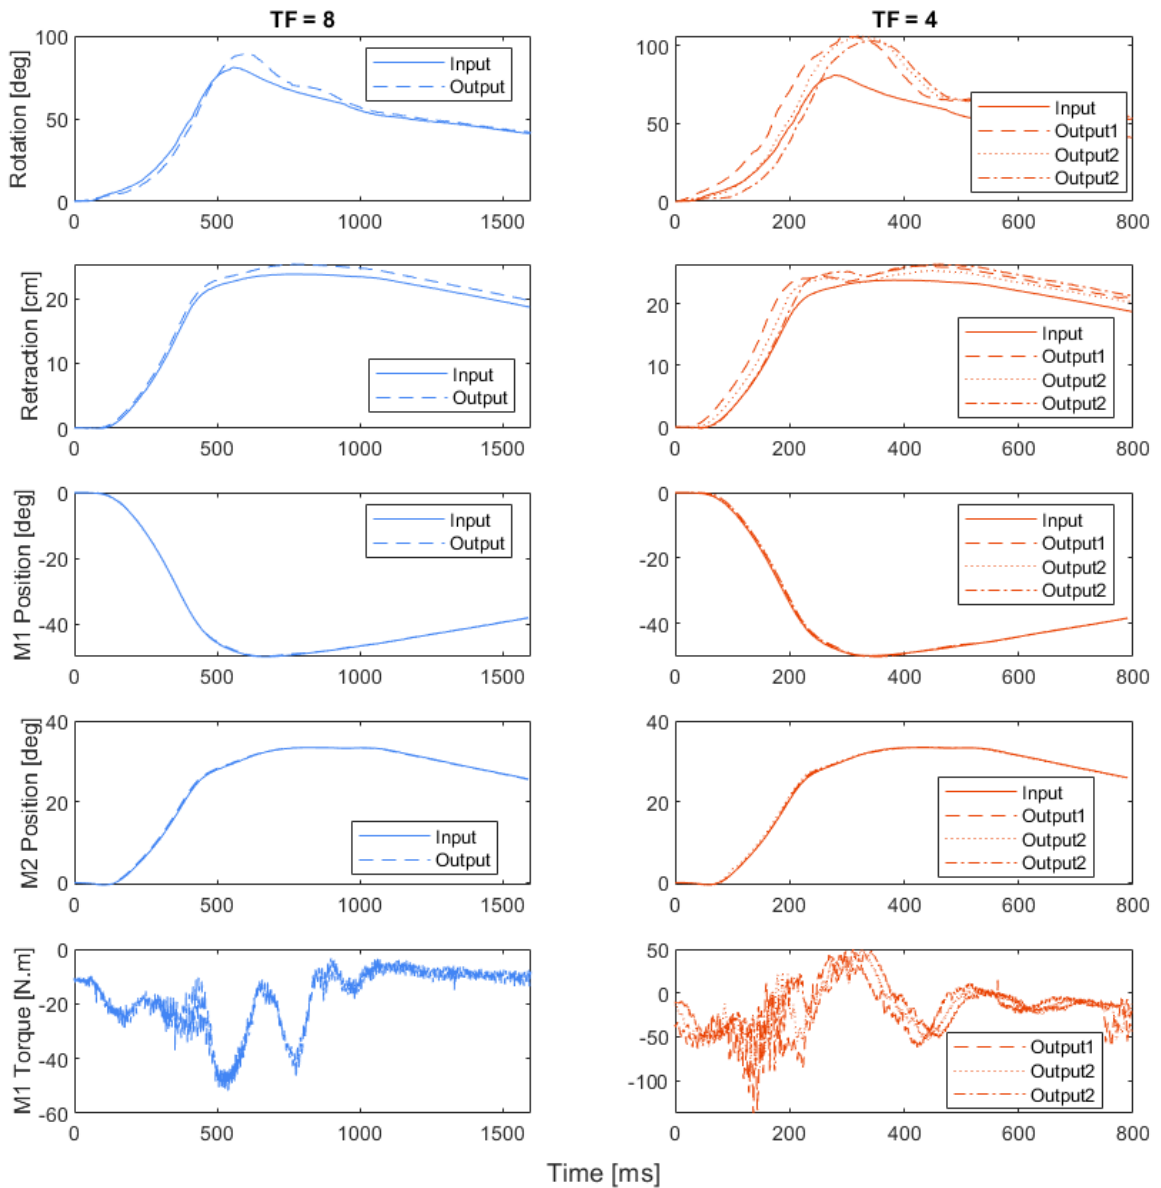 TF = 8
100
50
0
0
500
1000
1500
Rotation [deg]
Input
Output
TF = 4
100
50
0
0
200
400
600
800
Input
Output1
Output2
Output2
20
10
0
0
500
1000
1500
Retraction [cm]
Input
Output
20
10
0
0
200
400
600
800
Input
Output1
Output2
Output2
0
-20
-40
0
500
1000
1500
M1 Position [deg]
Input
Output
0
-20
-40
0
200
400
600
800
Input
Output1
Output2
Output2
40
20
0
0
500
1000
1500
M2 Position [deg]
Input
Output
40
20
0
0
200
400
600
800
Input
Output1
Output2
Output2
0
-20
-40
-60
0
500
1000
1500
M1 Torque [N.m]
50
0
-50
-100
0
200
400
600
800
Output1
Output2
Output2
Time [ms]